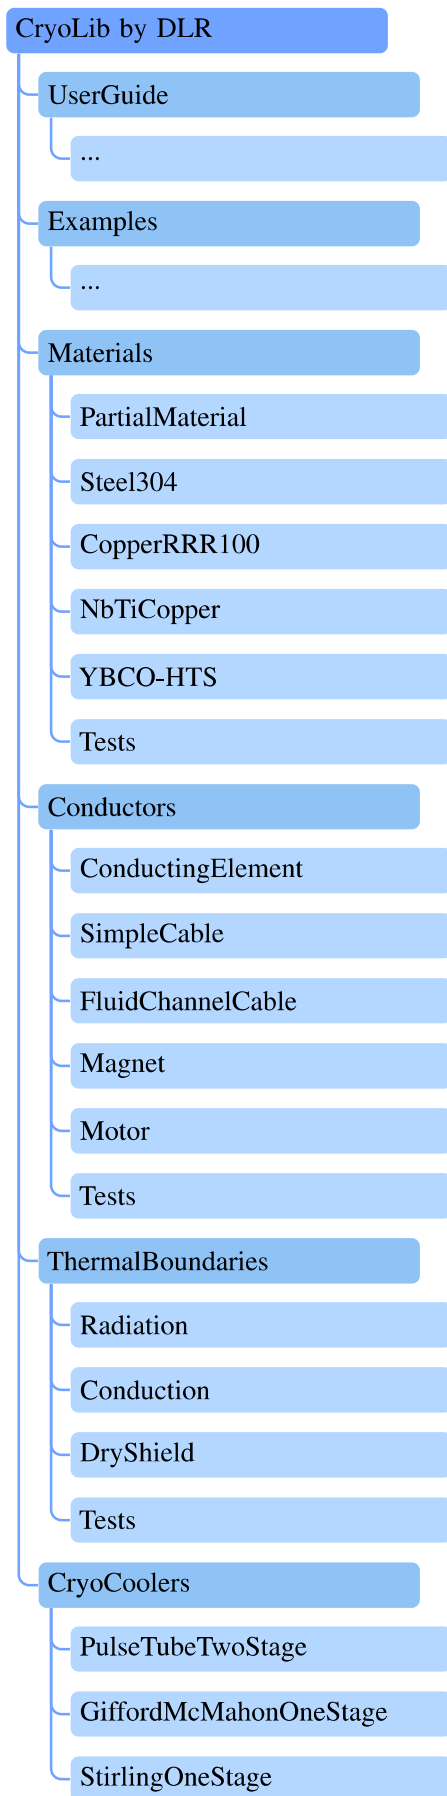 CryoLib by DLR
UserGuide
...
Examples
...
Materials
PartialMaterial
Steel304
CopperRRR100
NbTiCopper
YBCO-HTS
Tests
Conductors
ConductingElement
SimpleCable
FluidChannelCable
Magnet
Motor
Tests
ThermalBoundaries
Radiation
Conduction
DryShield
Tests
CryoCoolers
PulseTubeTwoStage
GiffordMcMahonOneStage
StirlingOneStage